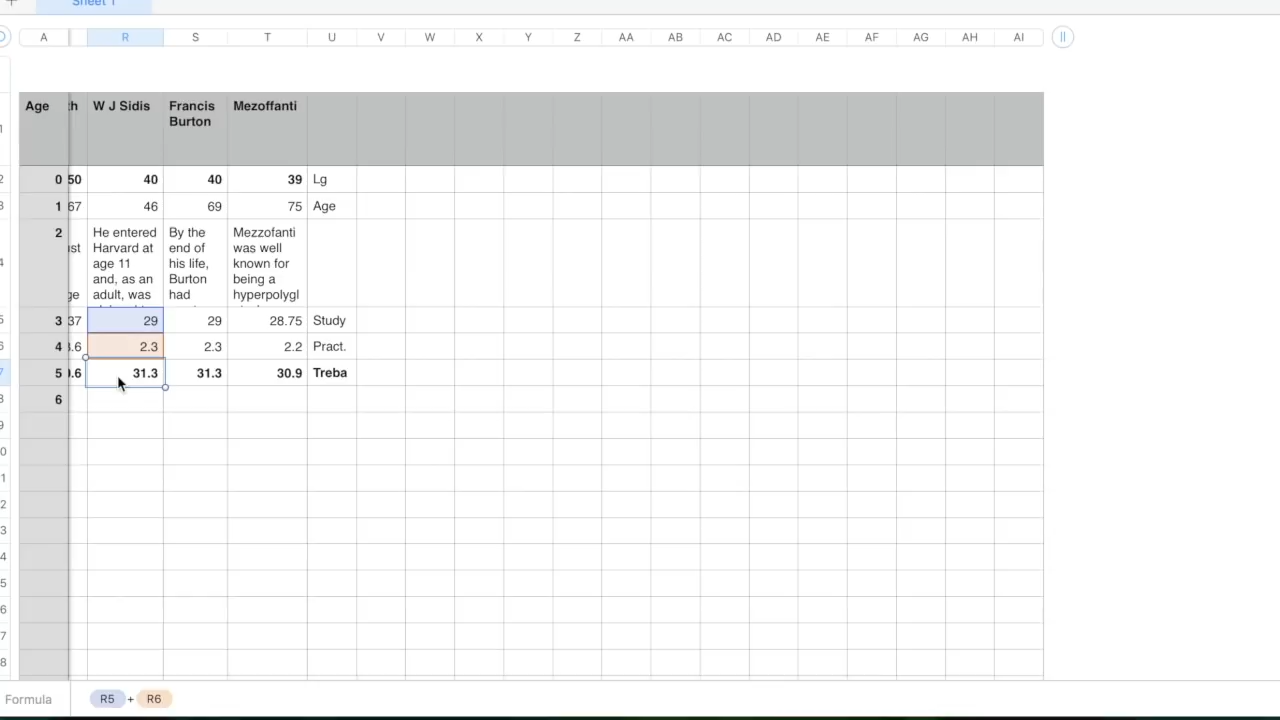 Sheet 1
A R S T U V W X Y Z AA AB AC AD AE AF AG AH AI
Age th W J Sidis Francis Burton Mezoffanti
0 50 40 40 39 Lg
1 67 46 69 75 Age
2
He entered
Harvard at
age 11
and, as an
adult, was
By the
end of
his life,
Burton
had
Mezzofanti
was well
known for
being a
hyperpolygl
3 37 29 29 28.75 Study
4 .6 2.3 2.3 2.2 Pract.
5 .6 31.3 31.3 30.9 Treba
6
Formula R5 + R6